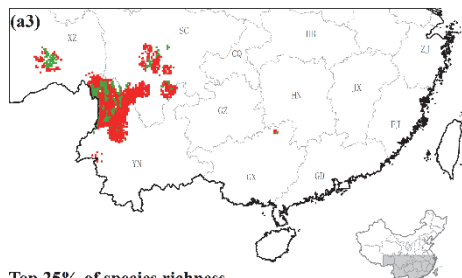 (a3)
XZ
SC
HB
ZJ
CQ
HN
JX
GZ
FJ
YN
GX
GD
Top 25% of species richness